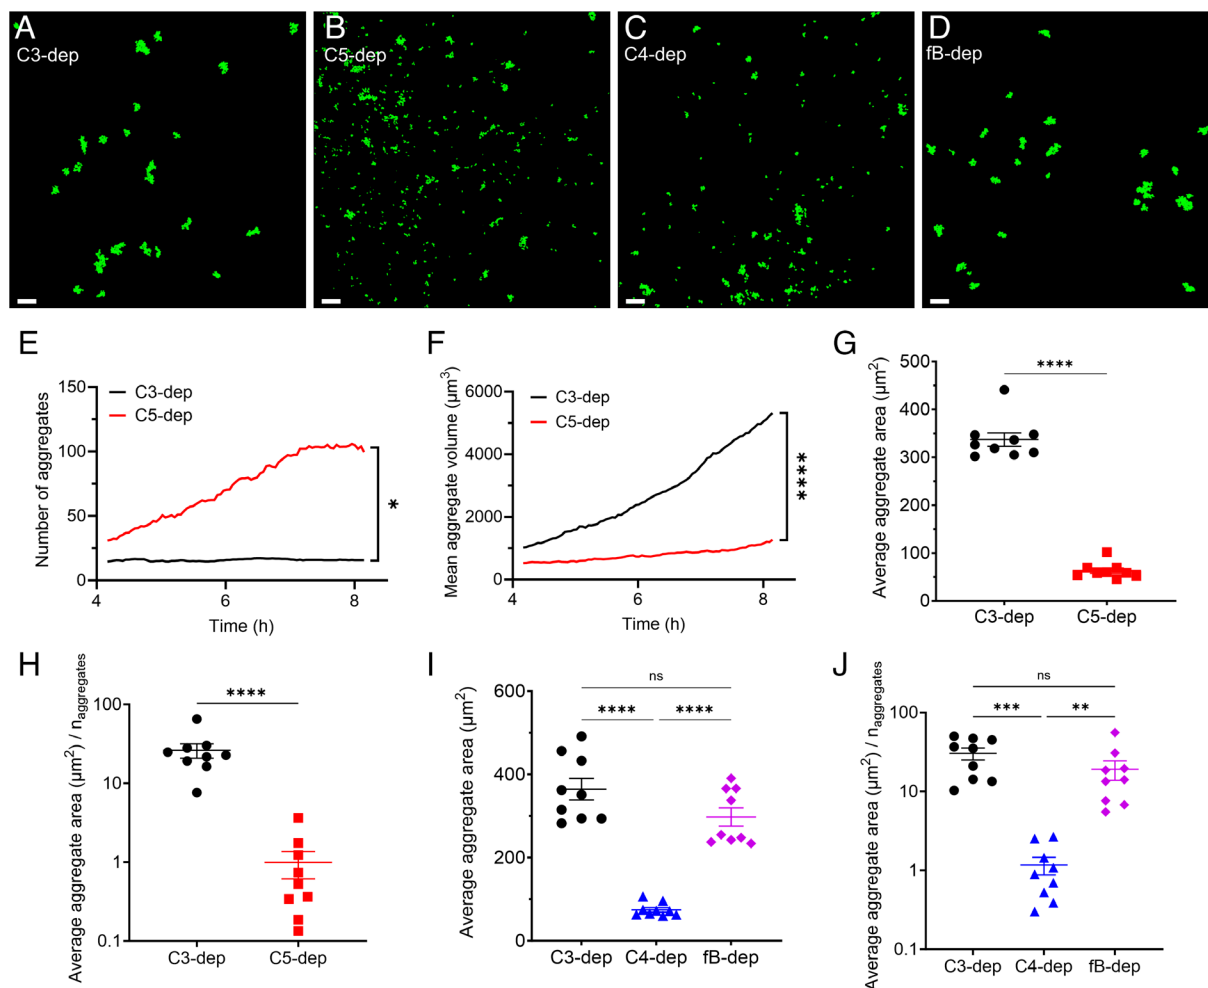 A
C3-dep
B
C5-dep
C
C4-dep
D
fB-dep
E
Number of aggregates
150
100
50
0
4
6
8
Time (h)
C3-dep
C5-dep
*
F
Mean aggregate volume (µm³)
6000
4000
2000
0
4
6
8
Time (h)
C3-dep
C5-dep
****
G
Average aggregate area (µm²)
500
400
300
200
100
0
****
C3-dep
C5-dep
H
Average aggregate area (µm²) / n_aggregates
100
10
1
0.1
****
C3-dep
C5-dep
I
Average aggregate area (µm²)
600
400
200
0
ns
**** ****
C3-dep
C4-dep
fB-dep
J
Average aggregate area (µm²) / n_aggregates
100
10
1
0.1
ns
*** **
C3-dep
C4-dep
fB-dep